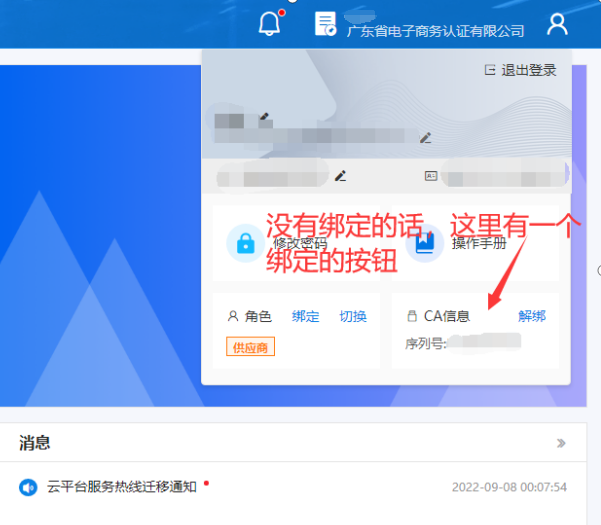 广东省电子商务认证有限公司
退出登录
没有绑定的话，这里有一个
绑定的按钮
修改密码
操作手册
角色 绑定 切换
CA信息 解绑
供应商
序列号:
消息
云平台服务热线迁移通知
2022-09-08 00:07:54